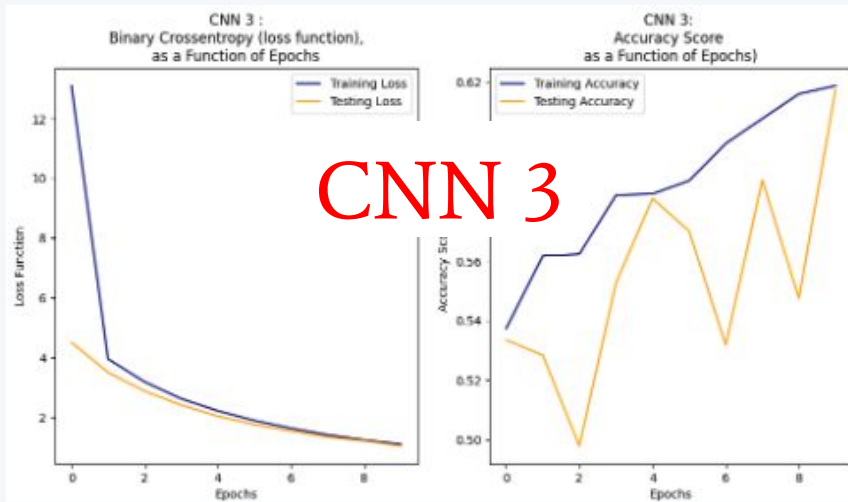 CNN 3 :
Binary Crossentropy (loss function),
as a Function of Epochs
Training Loss
Testing Loss
12
10
8
6
4
2
Loss Function
0 2 4 6 8
Epochs
CNN 3:
Accuracy Score
as a Function of Epochs)
Training Accuracy
Testing Accuracy
0.62
0.56
0.54
0.52
0.50
Accuracy
0 2 4 6 8
Epochs
CNN 3